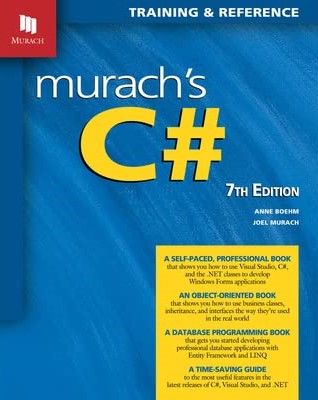 TRAINING & REFERENCE
MURACH
murach's
C#
7TH EDITION
ANNE BOEHM
JOEL MURACH
A SELF-PACED, PROFESSIONAL BOOK
that shows you how to use Visual Studio, C#,
and the .NET classes to develop
Windows Forms applications
AN OBJECT-ORIENTED BOOK
that shows you how to use business classes,
inheritance, and interfaces the way they're used
in the real world
A DATABASE PROGRAMMING BOOK
that gets you started developing
professional database applications with
Entity Framework and LINQ
A TIME-SAVING GUIDE
to the most useful features in the
latest releases of C#, Visual Studio, and .NET